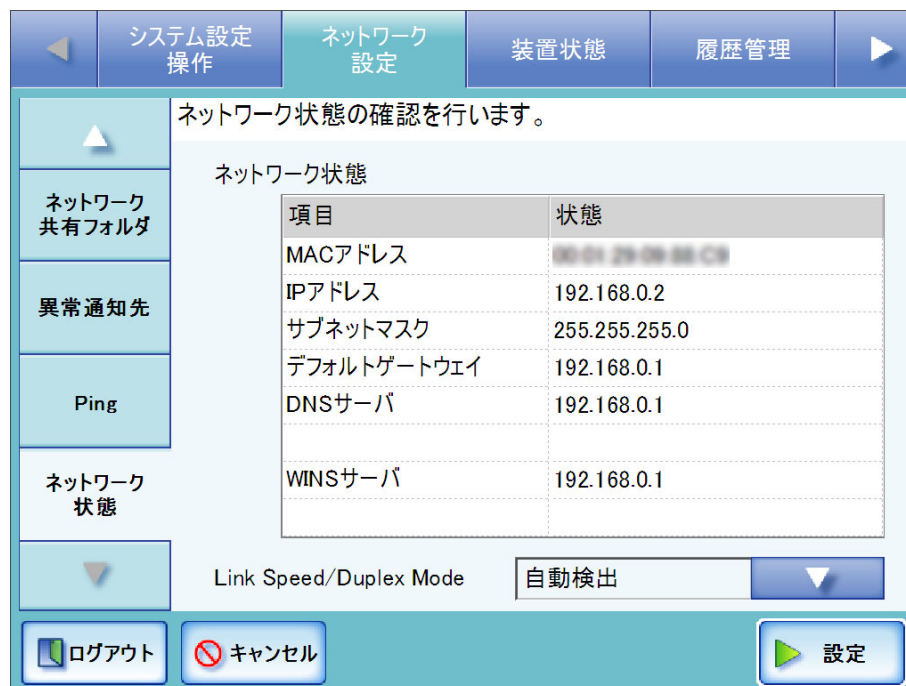 システム設定
操作
ネットワーク
設定
装置状態
履歴管理
ネットワーク状態の確認を行います。
ネットワーク
共有フォルダ
異常通知先
Ping
ネットワーク
状態
ネットワーク状態
項目 状態
MACアドレス
IPアドレス 192.168.0.2
サブネットマスク 255.255.255.0
デフォルトゲートウェイ 192.168.0.1
DNSサーバ 192.168.0.1
WINSサーバ 192.168.0.1
Link Speed/Duplex Mode 自動検出
ログアウト
キャンセル
設定